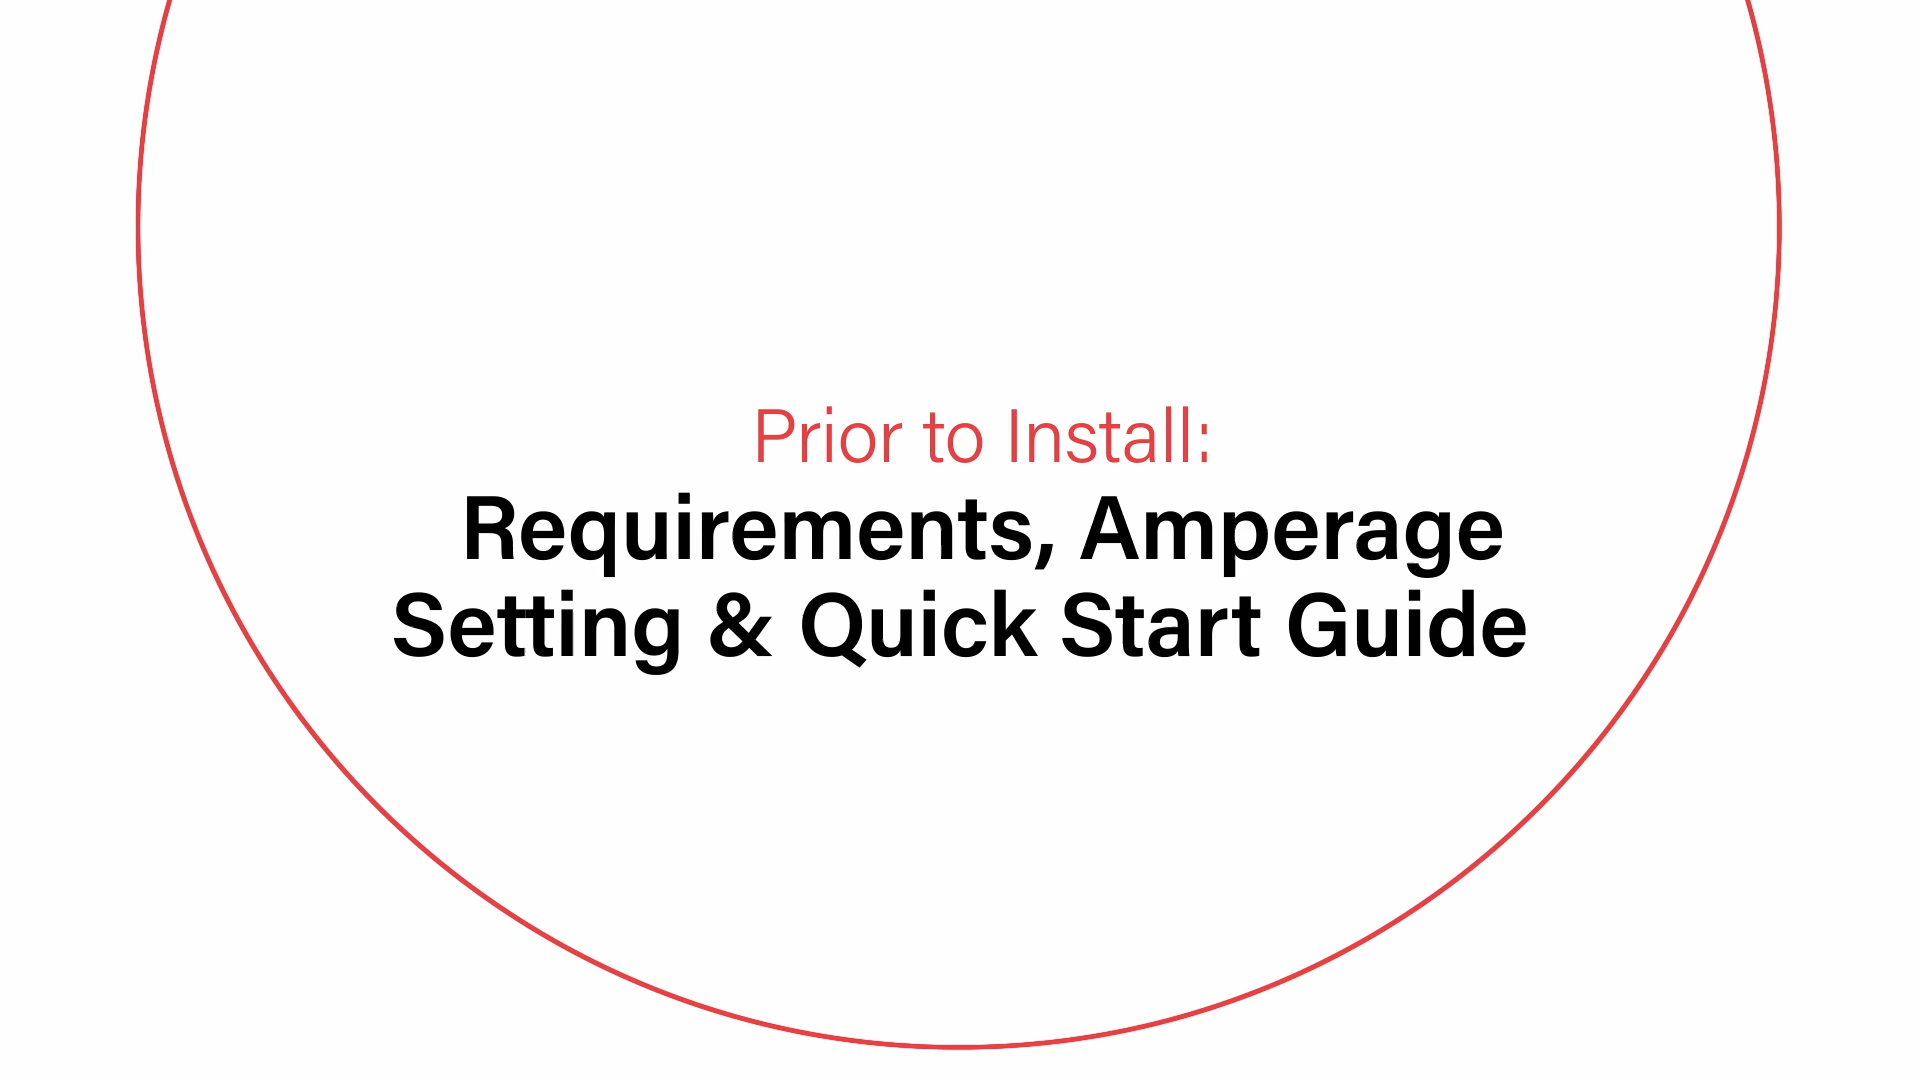 Prior to Install:
Requirements, Amperage
Setting & Quick Start Guide